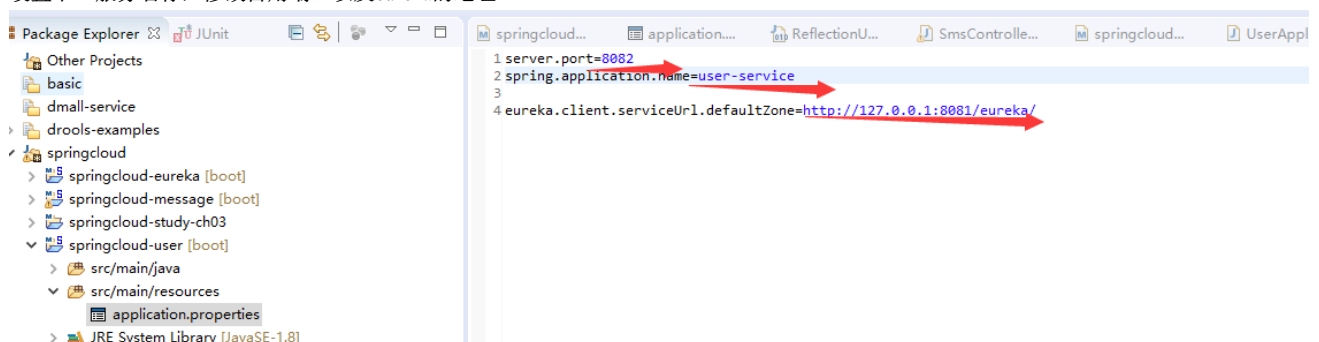 Package Explorer JUnit
Other Projects
basic
dmall-service
drools-examples
springcloud
springcloud-eureka [boot]
springcloud-message [boot]
springcloud-study-ch03
springcloud-user [boot]
src/main/java
src/main/resources
application.properties
JRE System Library [JavaSE-1.8]
springcloud... application.... ReflectionU... SmsControlle... springcloud... UserAppl
1 server.port=8082
2 spring.application.name=user-service
3
4 eureka.client.serviceUrl.defaultZone=http://127.0.0.1:8081/eureka/